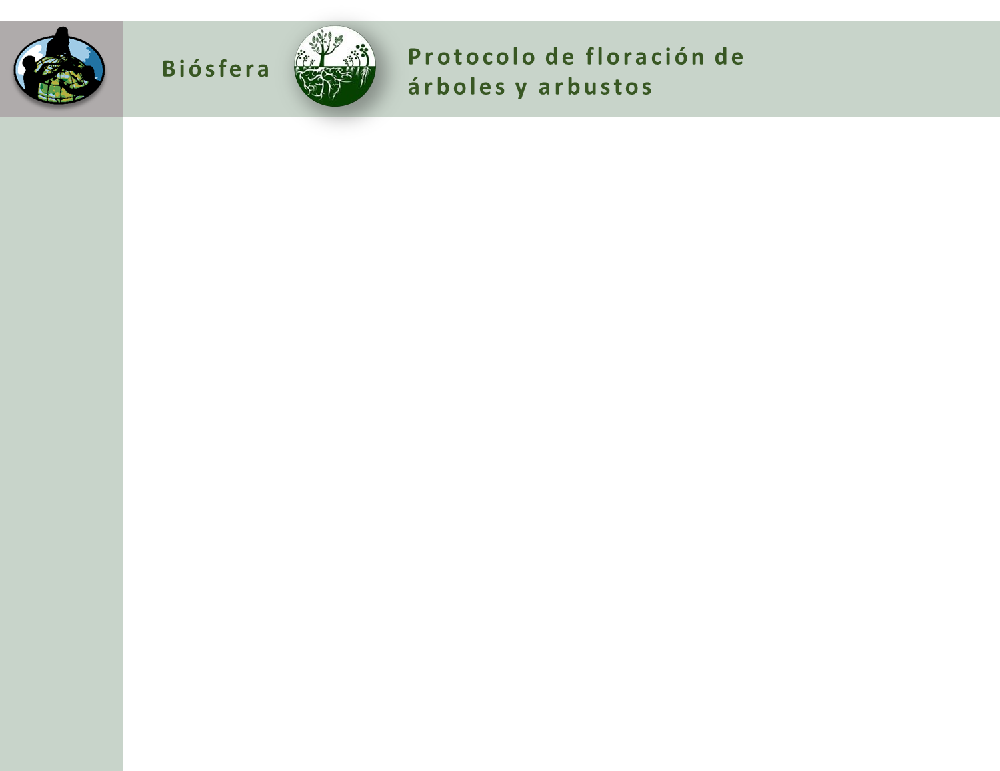 Biósfera
Protocolo de floración de
árboles y arbustos